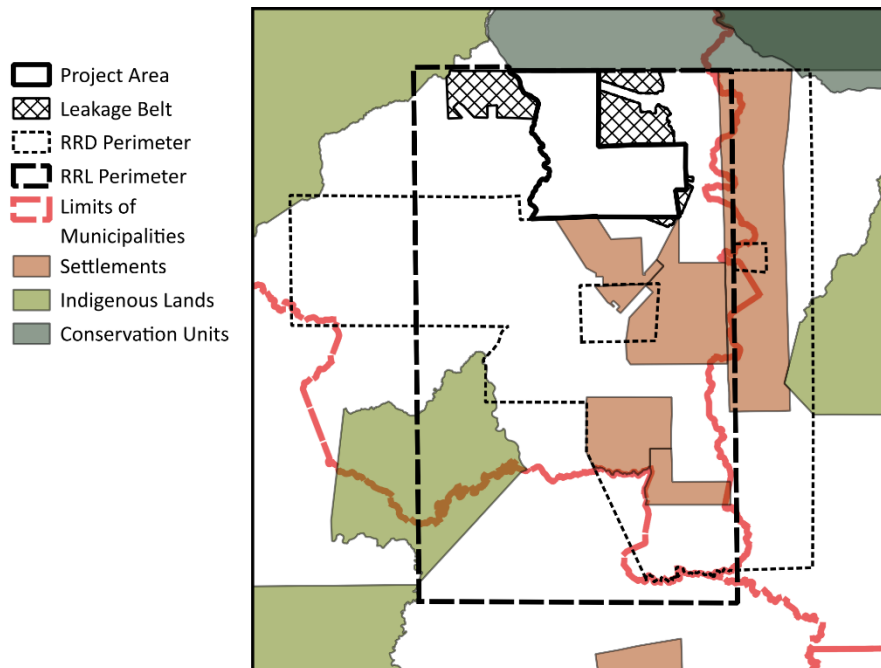 Project Area
Leakage Belt
RRD Perimeter
RRL Perimeter
Limits of
Municipalities
Settlements
Indigenous Lands
Conservation Units